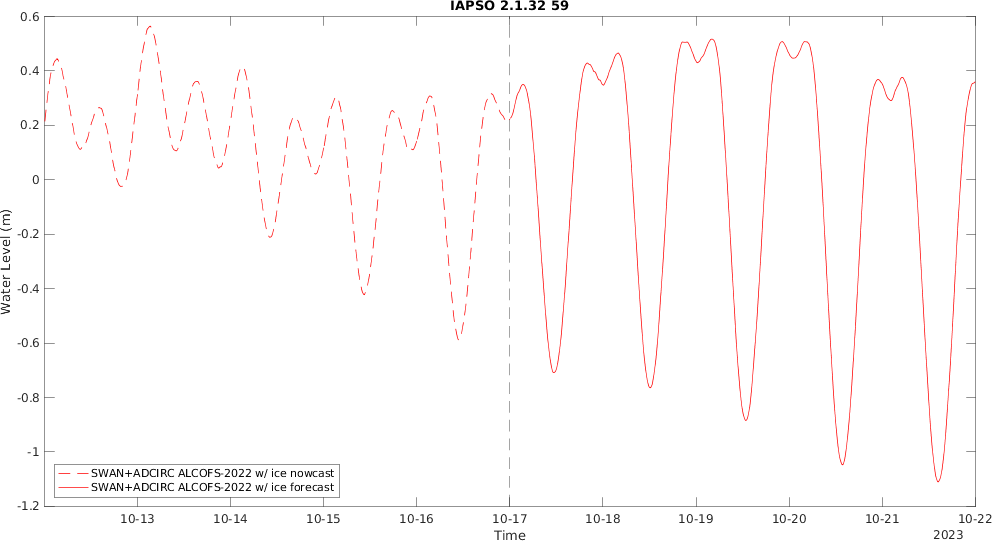 IAPSO 2.1.32 59
0.6
0.4
0.2
0
-0.2
-0.4
-0.6
-0.8
-1
-1.2
Water Level (m)
SWAN+ADCIRC ALCOFS-2022 w/ ice nowcast
SWAN+ADCIRC ALCOFS-2022 w/ ice forecast
10-13 10-14 10-15 10-16 10-17 10-18 10-19 10-20 10-21 10-22
Time
2023